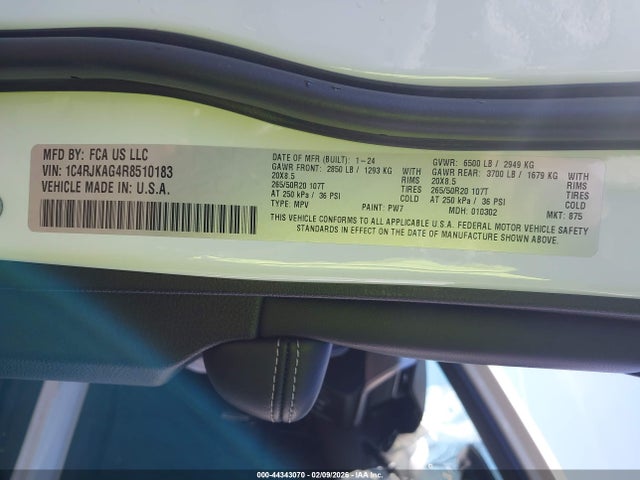 MFD BY: FCA US LLC
VIN: 1C4RJKAG4R8510183
VEHICLE MADE IN U.S.A.
DATE OF MFR (BUILT): 1-24
GAWR FRONT: 2850 LB / 1293 KG
20X8.5
265/50R20 107T
AT 250 kPa / 36 PSI
TYPE: MPV
WITH
RIMS
TIRES
COLD
PAINT: PW7
GVWR: 6500 LB / 2949 KG
GAWR REAR: 3700 LB / 1679 KG
20X8.5
265/50R20 107T
AT 250 kPa / 36 PSI
MDH: 010302
WITH
RIMS
TIRES
COLD
MKT: 875
THIS VEHICLE CONFORMS TO ALL APPLICABLE U.S.A. FEDERAL MOTOR VEHICLE SAFETY
STANDARDS IN EFFECT ON THE DATE OF MANUFACTURE SHOWN ABOVE.
000-44343070 | 02/09/2026 - IAA Inc.